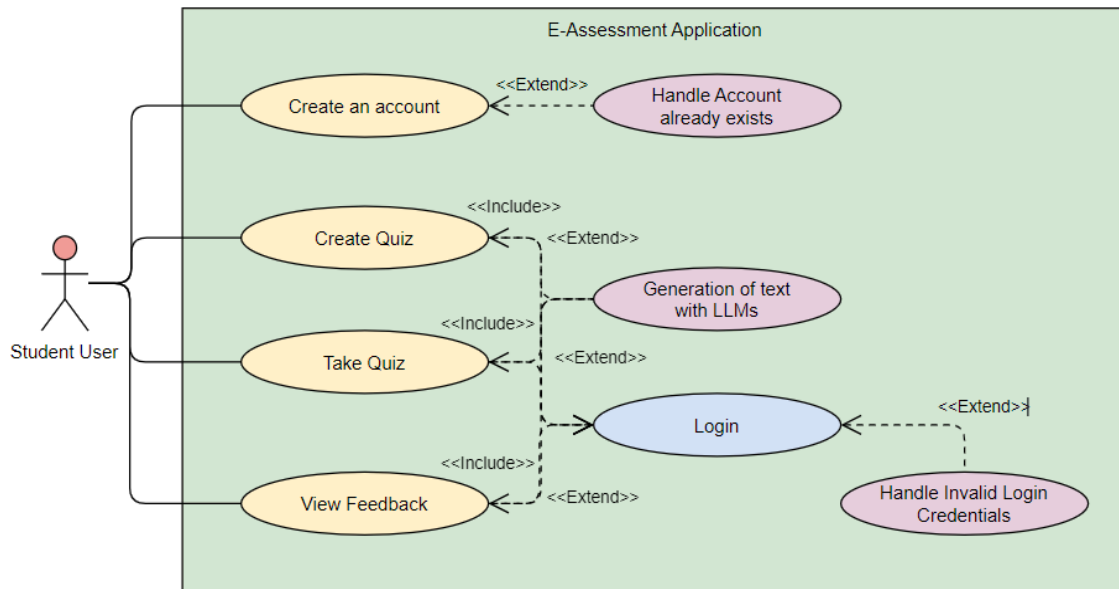 E-Assessment Application
<<Extend>>
Create an account
Handle Account
already exists
<<Include>>
Create Quiz
<<Extend>>
Generation of text
with LLMs
<<Include>>
Student User
Take Quiz
<<Extend>>
<<Extend>>
Login
<<Include>>
View Feedback
<<Extend>>
Handle Invalid Login
Credentials